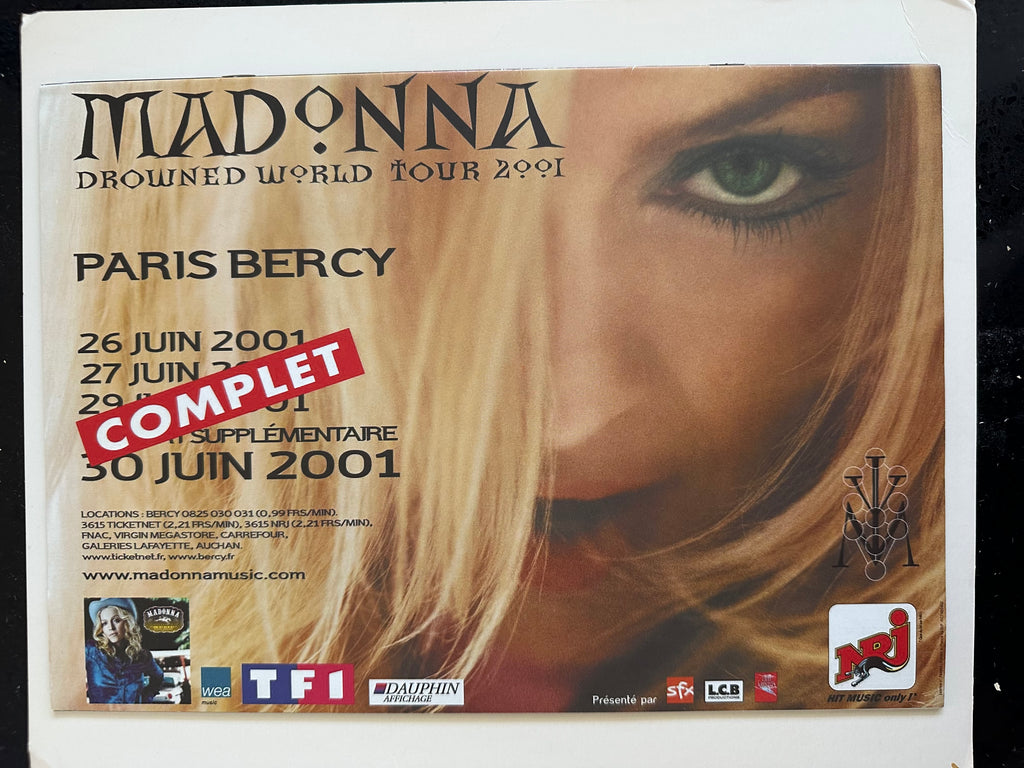 MADONNA
DROWNED WORLD TOUR 2001
PARIS BERCY
26 JUIN 2001
27 JUIN
29
COMPLET
SUPPLÉMENTAIRE
30 JUIN 2001
LOCATIONS : BERCY 0825 030 031 (0,99 FRS/MIN).
3615 TICKETNET (2,21 FRS/MIN), 3615 NRJ (2,21 FRS/MIN),
FNAC, VIRGIN MEGASTORE, CARREFOUR,
GALERIES LAFAYETTE, AUCHAN.
www.ticketnet.fr, www.bercy.fr
www.madonnamusic.com
MADONNA
wea
music
TF1
DAUPHIN
AFFICHAGE
Présenté par
sfx
L.C.B
PRODUCTIONS
NRJ
HIT MUSIC only !'